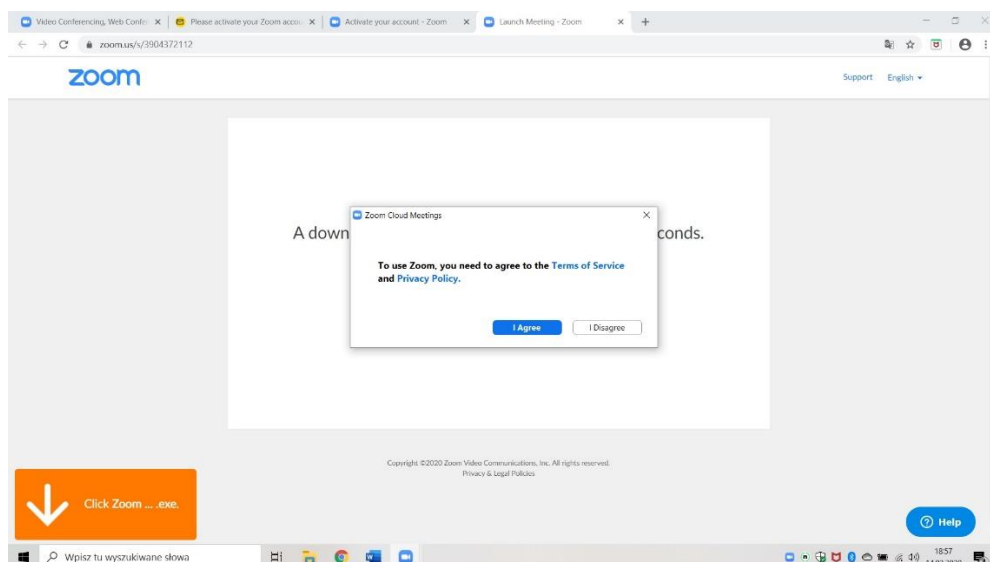 Video Conferencing, Web Confe
Please activate your Zoom accou
Activate your account - Zoom
Launch Meeting - Zoom
zoom.us/s/3904372112
zoom
Support
English
A down
conds.
Zoom Cloud Meetings
To use Zoom, you need to agree to the Terms of Service
and Privacy Policy.
I Agree
I Disagree
Copyright ©2020 Zoom Video Communications, Inc. All rights reserved.
Privacy & Legal Policies
Click Zoom ... .exe.
Help
Wpisz tu wyszukiwane słowa
18:57